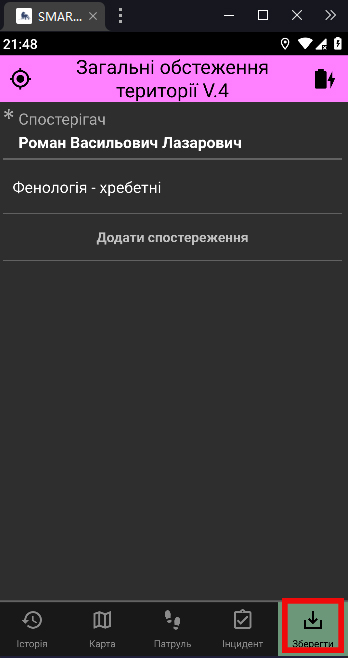 SMAR...
21:48
Загальні обстеження
території V.4
* Спостерігач
Роман Васильович Лазарович
Фенологія - хребетні
Додати спостереження
Історія
Карта
Патруль
Інцидент
Зберегти